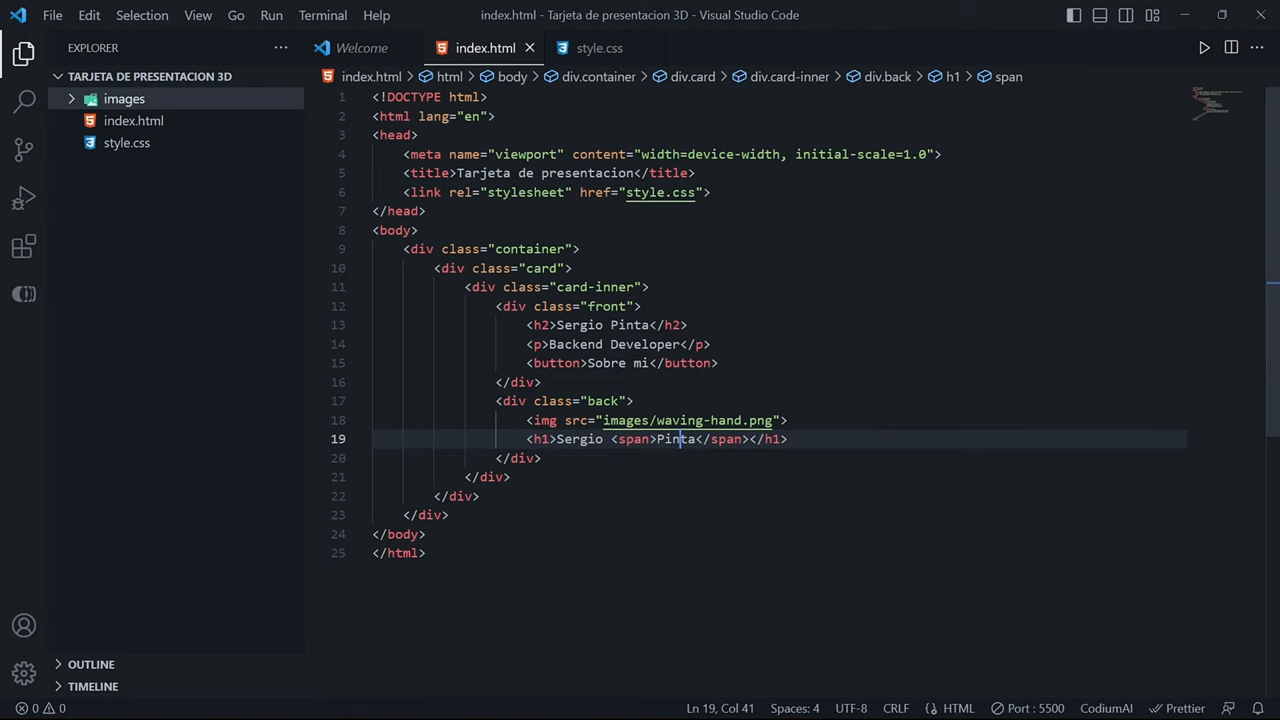 File Edit Selection View Go Run Terminal Help index.html - Tarjeta de presentacion 3D - Visual Studio Code
EXPLORER
Welcome
index.html
style.css
TARJETA DE PRESENTACION 3D
images
index.html
style.css
index.html > html > body > div.container > div.card > div.card-inner > div.back > h1 > span
1 <!DOCTYPE html>
2 <html lang="en">
3 <head>
4 <meta name="viewport" content="width=device-width, initial-scale=1.0">
5 <title>Tarjeta de presentacion</title>
6 <link rel="stylesheet" href="style.css">
7 </head>
8 <body>
9 <div class="container">
10 <div class="card">
11 <div class="card-inner">
12 <div class="front">
13 <h2>Sergio Pinta</h2>
14 <p>Backend Developer</p>
15 <button>Sobre mi</button>
16 </div>
17 <div class="back">
18 <img src="images/waving-hand.png">
19 <h1>Sergio <span>Pinta</span></h1>
20 </div>
21 </div>
22 </div>
23 </div>
24 </body>
25 </html>
OUTLINE
TIMELINE
0 0 Ln 19, Col 41 Spaces: 4 UTF-8 CRLF HTML Port : 5500 CodiumAI Prettier